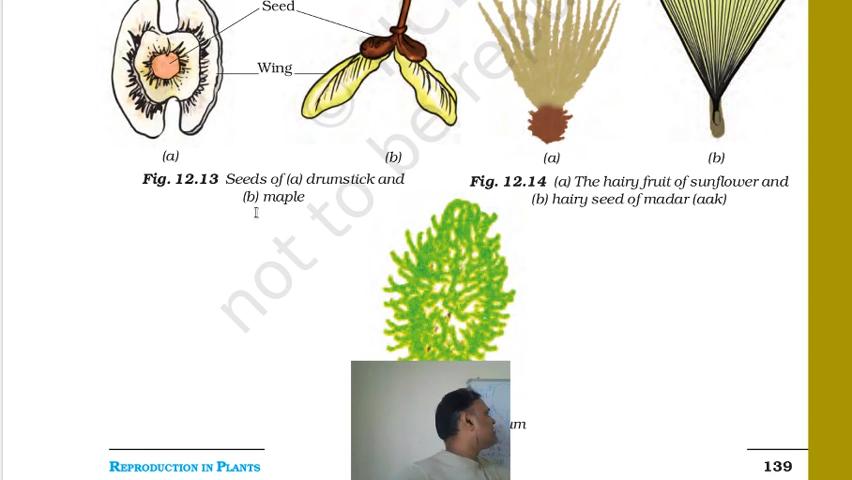 Seed
Wing
(a)
(b)
(a)
(b)
Fig. 12.13 Seeds of (a) drumstick and
(b) maple
Fig. 12.14 (a) The hairy fruit of sunflower and
(b) hairy seed of madar (aak)
not to be rep
REPRODUCTION IN PLANTS
139